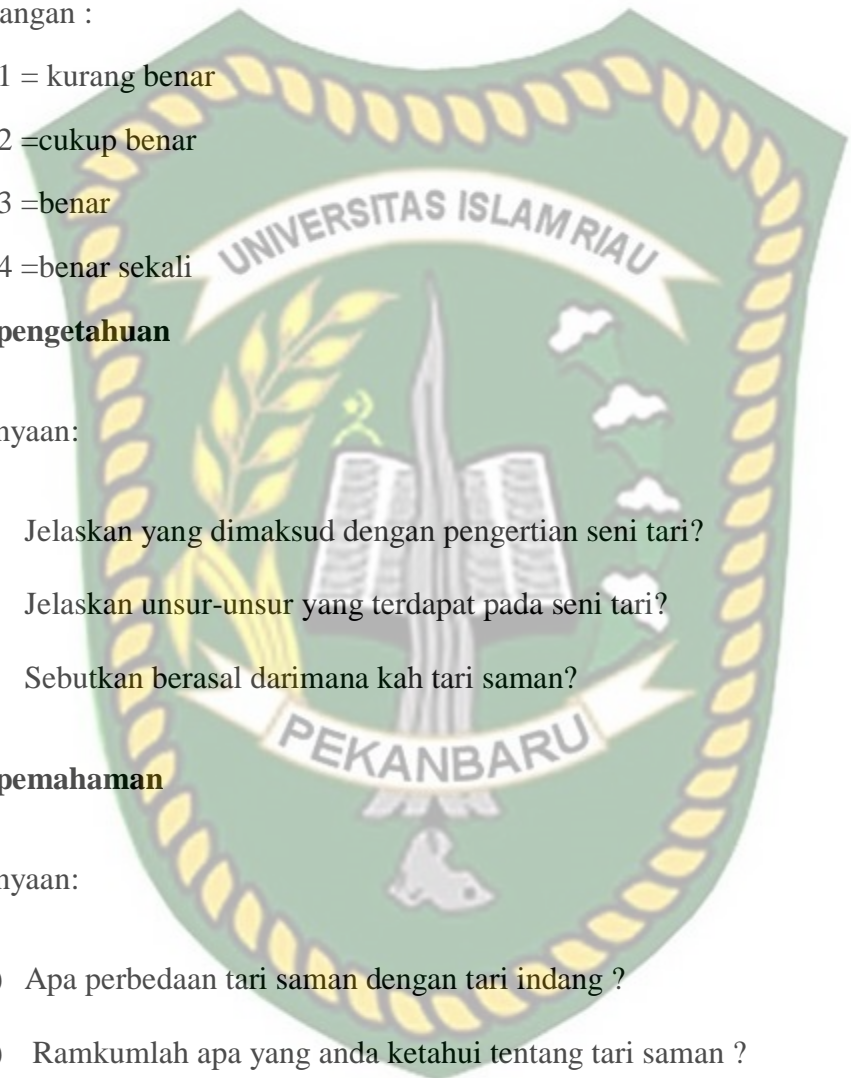 angan :
1 = kurang benar
2 =cukup benar
3 =benar
UNIVERSITAS ISLAM RIAU
4 =benar sekali
pengetahuan
nyaan:
Jelaskan yang dimaksud dengan pengertian seni tari?
Jelaskan unsur-unsur yang terdapat pada seni tari?
Sebutkan berasal darimana kah tari saman?
PEKANBARU
pemahaman
nyaan:
) Apa perbedaan tari saman dengan tari indang ?
) Ramkumlah apa yang anda ketahui tentang tari saman ?